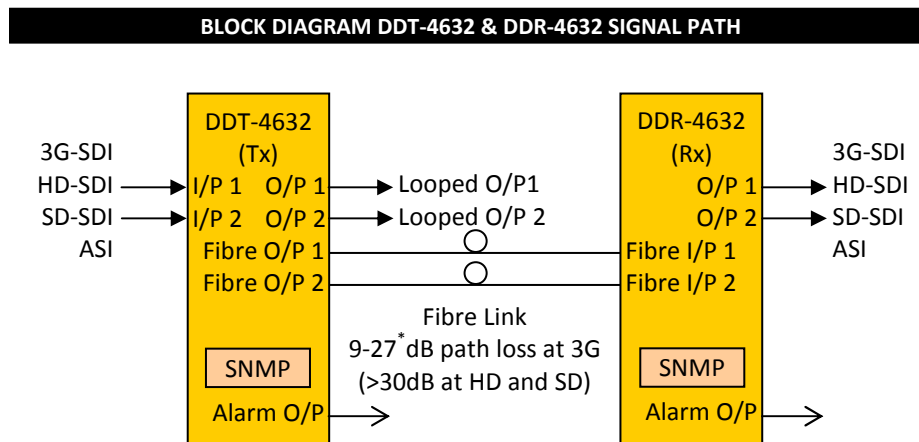 BLOCK DIAGRAM DDT-4632 & DDR-4632 SIGNAL PATH
3G-SDI
HD-SDI
SD-SDI
ASI
DDT-4632
(Tx)
I/P 1 O/P 1
I/P 2 O/P 2
Fibre O/P 1
Fibre O/P 2
SNMP
Alarm O/P
Looped O/P1
Looped O/P 2
Fibre Link
9-27*dB path loss at 3G
(>30dB at HD and SD)
DDR-4632
(Rx)
O/P 1
O/P 2
Fibre I/P 1
Fibre I/P 2
SNMP
Alarm O/P
3G-SDI
HD-SDI
SD-SDI
ASI